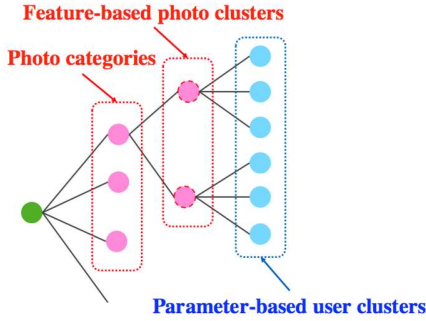 Feature-based photo clusters
Photo categories
Parameter-based user clusters